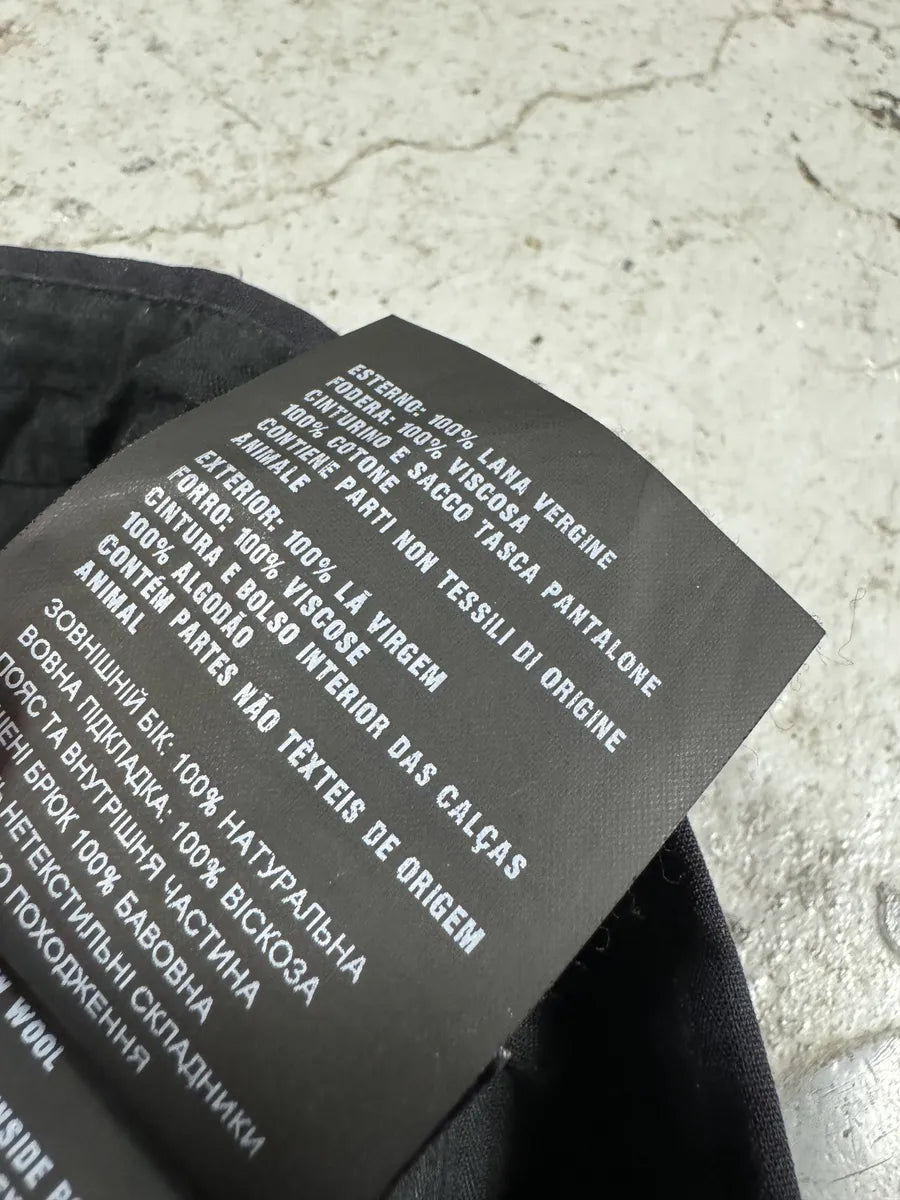 ESTERNO: 100% LANA VERGINE
FODERA: 100% VISCOSA
CINTURINO E SACCO TASCA PANTALONE
100% COTONE
CONTIENE PARTI NON TESSILI DI ORIGINE
ANIMALE
EXTERIOR: 100% LÃ VIRGEM
FORRO: 100% VISCOSE
CINTURA E BOLSO INTERIOR DAS CALÇAS
100% ALGODÃO
CONTÉM PARTES NÃO TÊXTEIS DE ORIGEM
ANIMAL
ЗОВНІШНІЙ БІК: 100% НАТУРАЛЬНА
ВОВНА ПІДКЛАДКА: 100% ВІСКОЗА
ПОЯС ТА ВНУТРІШНЯ ЧАСТИНА
БРЮК 100% БАВОВНА
НЕТЕКСТИЛЬНІ СКЛАДНИКИ
ПОХОДЖЕННЯ
WOOL